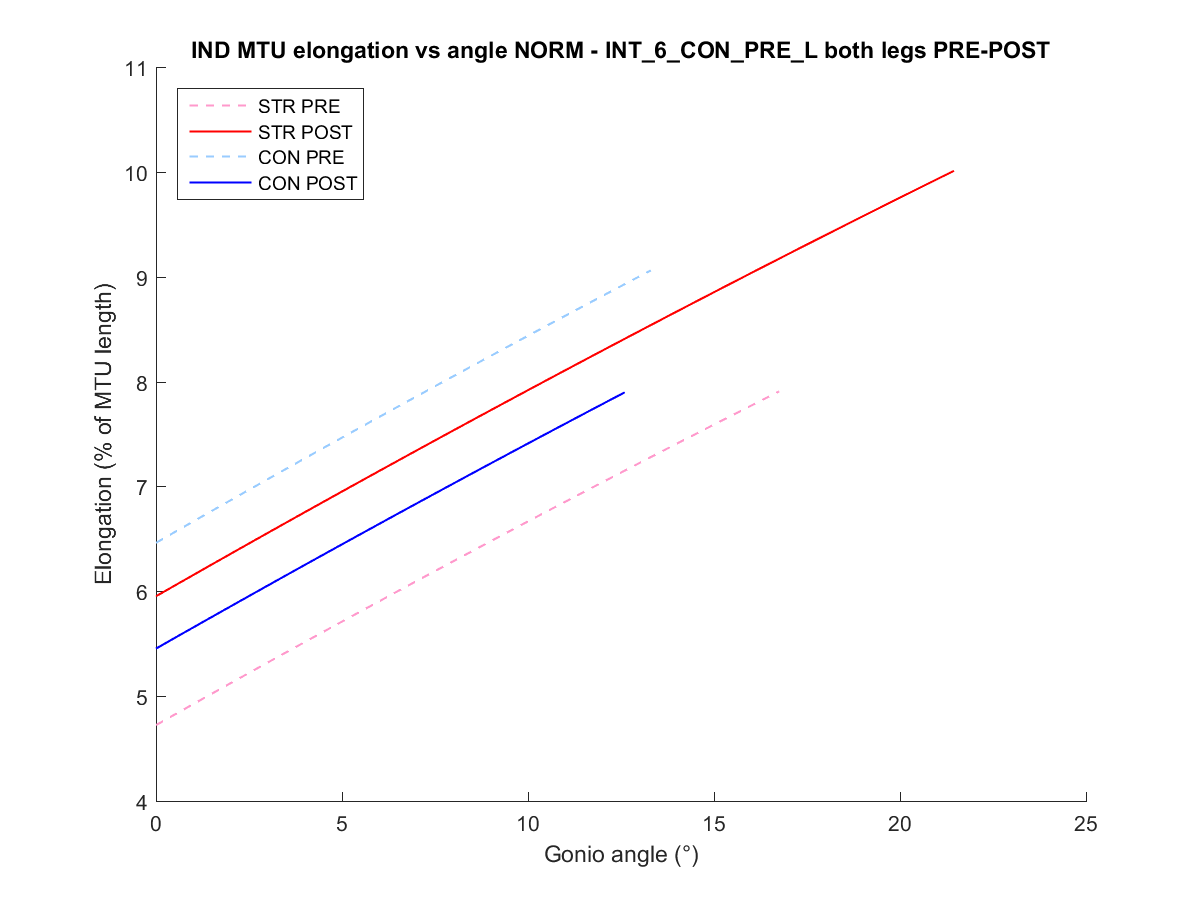 IND MTU elongation vs angle NORM - INT_6_CON_PRE_L both legs PRE-POST
11
10
9
8
7
6
5
4
STR PRE
STR POST
CON PRE
CON POST
Elongation (% of MTU length)
0 5 10 15 20 25
Gonio angle (°)